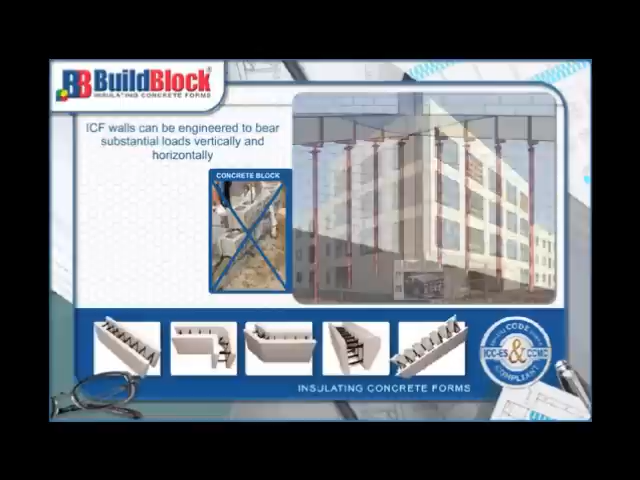 BB BuildBlock®
INSULATING CONCRETE FORMS
ICF walls can be engineered to bear
substantial loads vertically and
horizontally
CONCRETE BLOCK
INSULATING CONCRETE FORMS
CODE
ICC-ES & CCMC
COMPLIANT